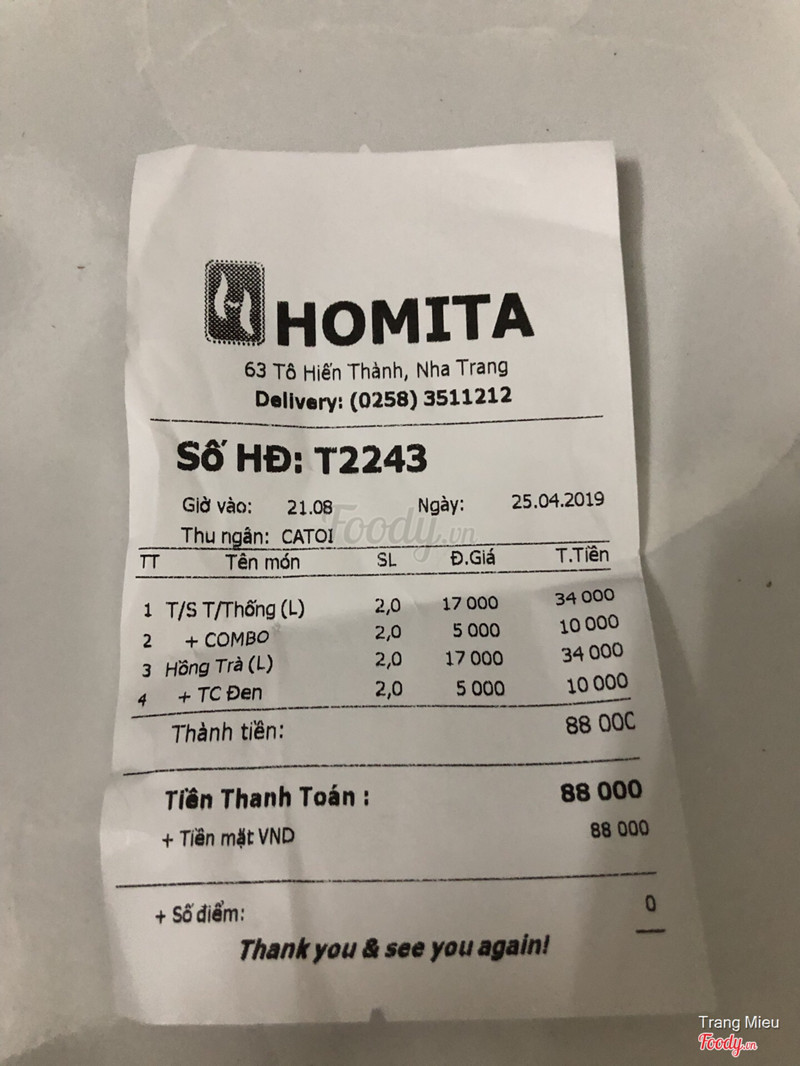 HOMITA
63 Tô Hiến Thành, Nha Trang
Delivery: (0258) 3511212
Số HĐ: T2243
Giờ vào: 21.08 Ngày: 25.04.2019
Thu ngân: CATOI
Foody.vn
TT Tên món SL Đ.Giá T.Tiền
1 T/S T/Thống (L) 2,0 17 000 34 000
2 + COMBO 2,0 5 000 10 000
3 Hồng Trà (L) 2,0 17 000 34 000
4 + TC Đen 2,0 5 000 10 000
Thành tiền: 88 000
Tiền Thanh Toán : 88 000
+ Tiền mặt VND 88 000
+ Số điểm: 0
Thank you & see you again!
Trang Mieu
Foody.vn